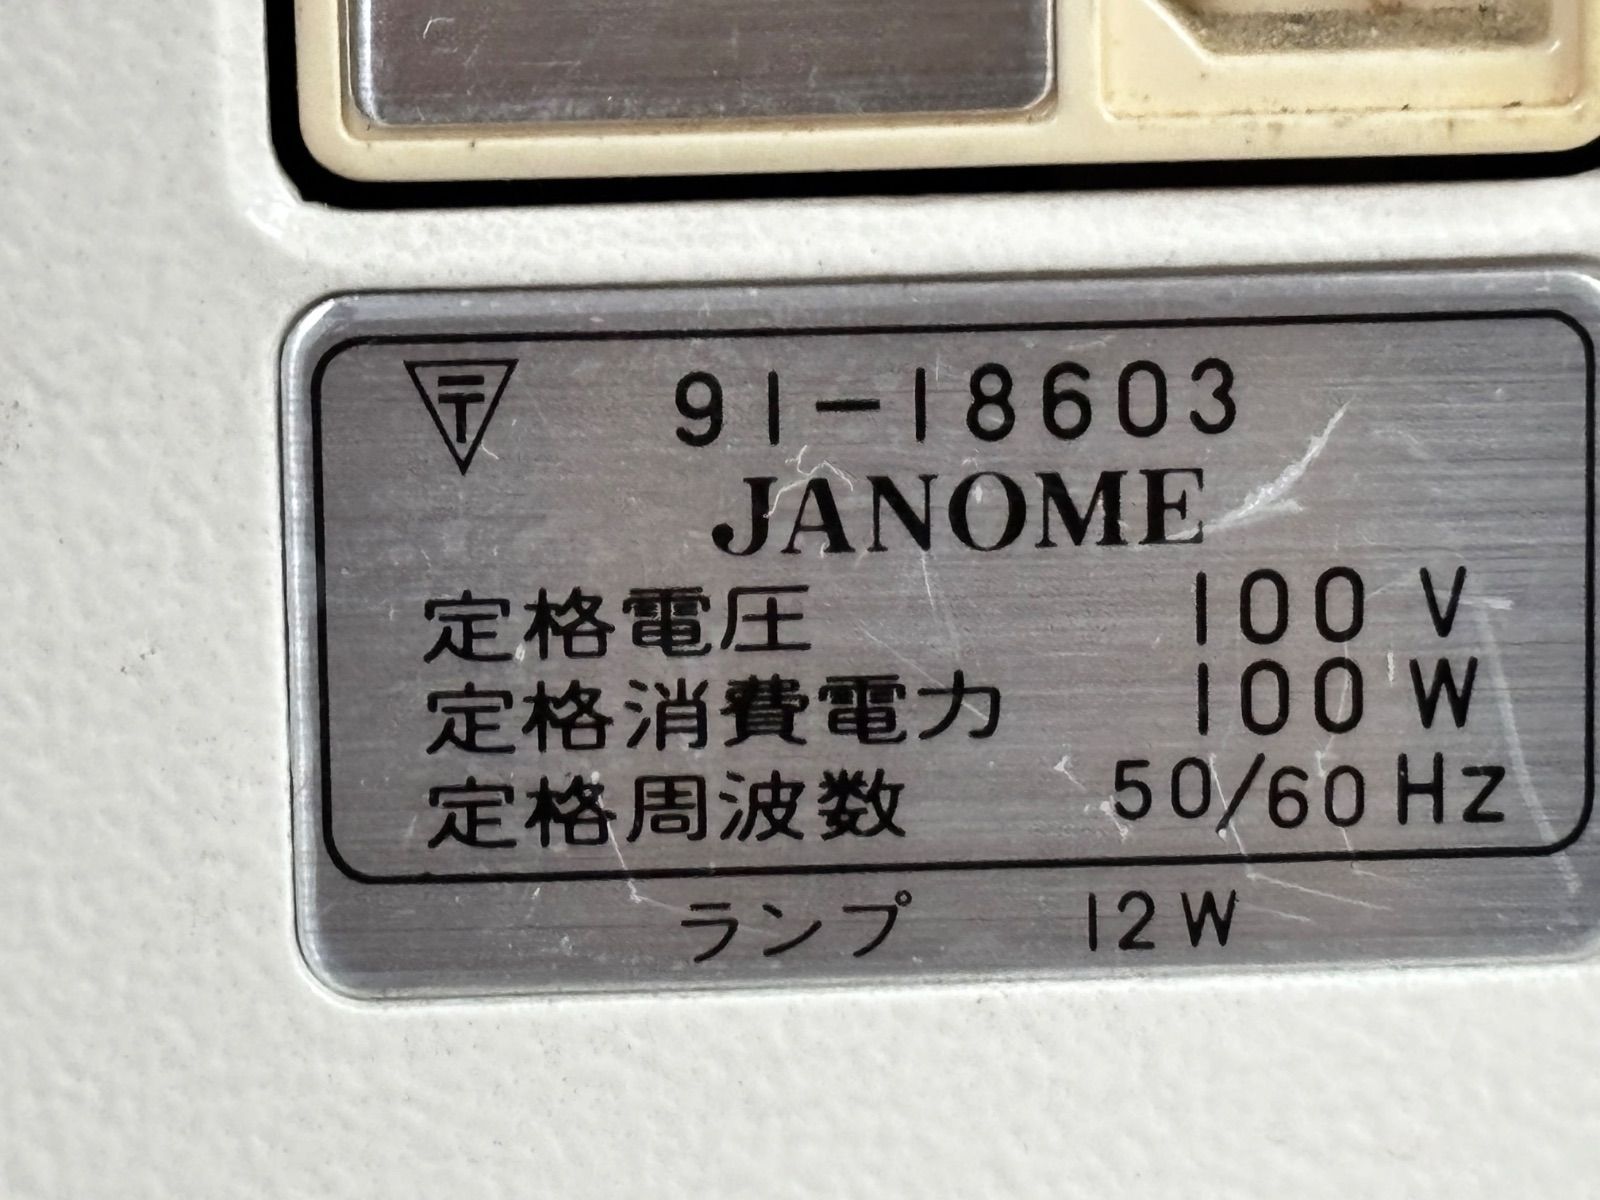 〒 91-18603
JANOME
定格電圧 100 V
定格消費電力 100 W
定格周波数 50/60 Hz
ランプ 12W